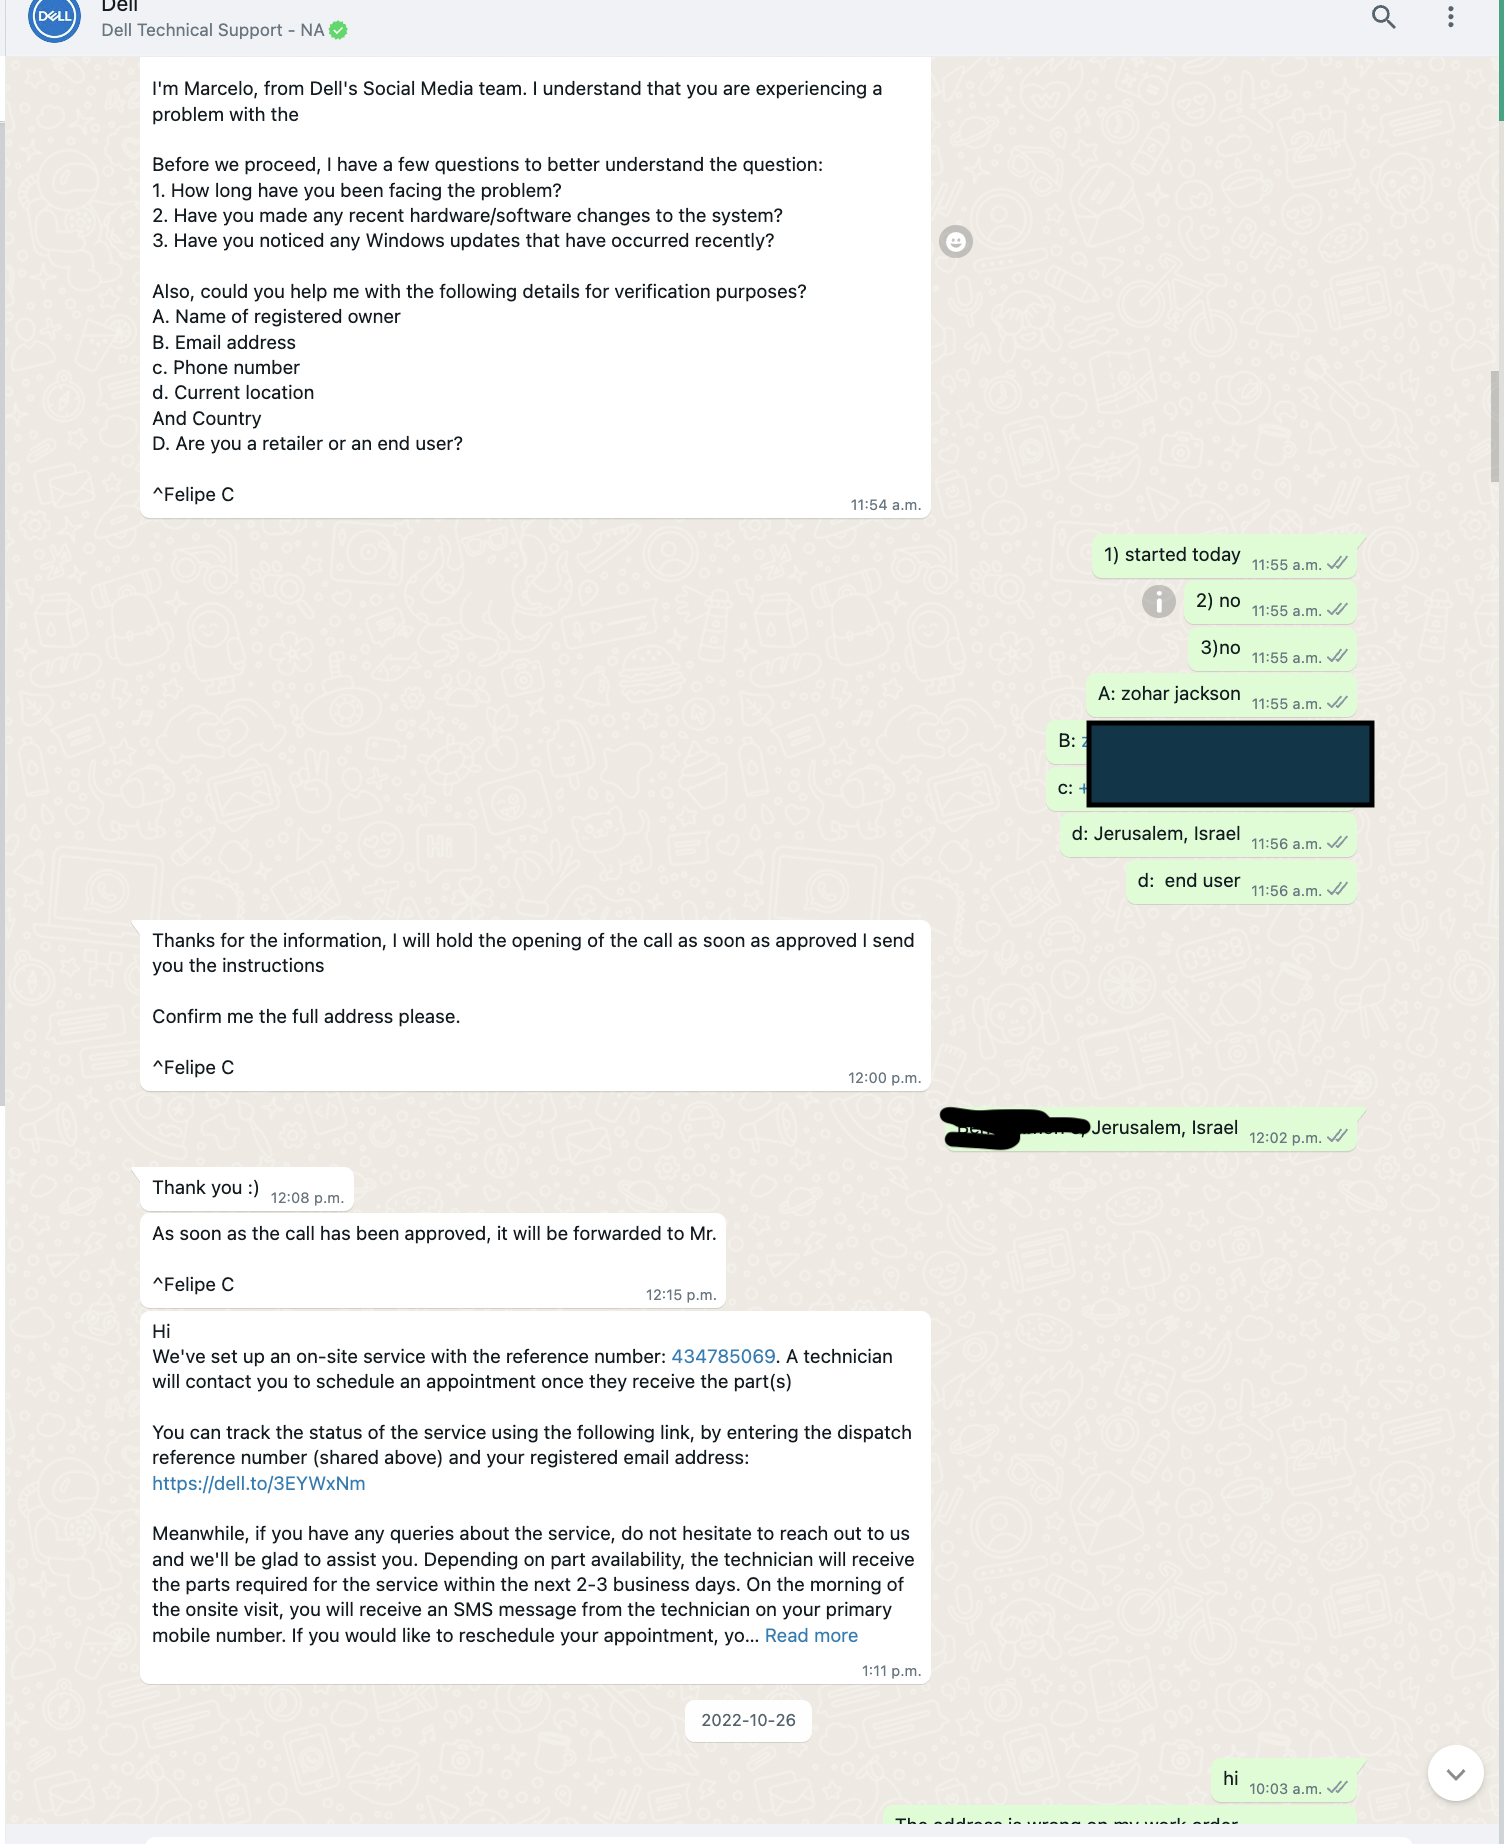 Dell
DELL
Dell Technical Support - NA
I'm Marcelo, from Dell's Social Media team. I understand that you are experiencing a
problem with the
Before we proceed, I have a few questions to better understand the question:
1. How long have you been facing the problem?
2. Have you made any recent hardware/software changes to the system?
3. Have you noticed any Windows updates that have occurred recently?
Also, could you help me with the following details for verification purposes?
A. Name of registered owner
B. Email address
c. Phone number
d. Current location
And Country
D. Are you a retailer or an end user?
^Felipe C
11:54 a.m.
1) started today 11:55 a.m.
2) no 11:55 a.m.
3)no 11:55 a.m.
A: zohar jackson 11:55 a.m.
B: z
c: +
d: Jerusalem, Israel 11:56 a.m.
d: end user 11:56 a.m.
Thanks for the information, I will hold the opening of the call as soon as approved I send
you the instructions
Confirm me the full address please.
^Felipe C
12:00 p.m.
Jerusalem, Israel 12:02 p.m.
Thank you :) 12:08 p.m.
As soon as the call has been approved, it will be forwarded to Mr.
^Felipe C
12:15 p.m.
Hi
We've set up an on-site service with the reference number: 434785069. A technician
will contact you to schedule an appointment once they receive the part(s)
You can track the status of the service using the following link, by entering the dispatch
reference number (shared above) and your registered email address:
https://dell.to/3EYWxNm
Meanwhile, if you have any queries about the service, do not hesitate to reach out to us
and we'll be glad to assist you. Depending on part availability, the technician will receive
the parts required for the service within the next 2-3 business days. On the morning of
the onsite visit, you will receive an SMS message from the technician on your primary
mobile number. If you would like to reschedule your appointment, yo... Read more
1:11 p.m.
2022-10-26
hi 10:03 a.m.
The address is wrong on my work order